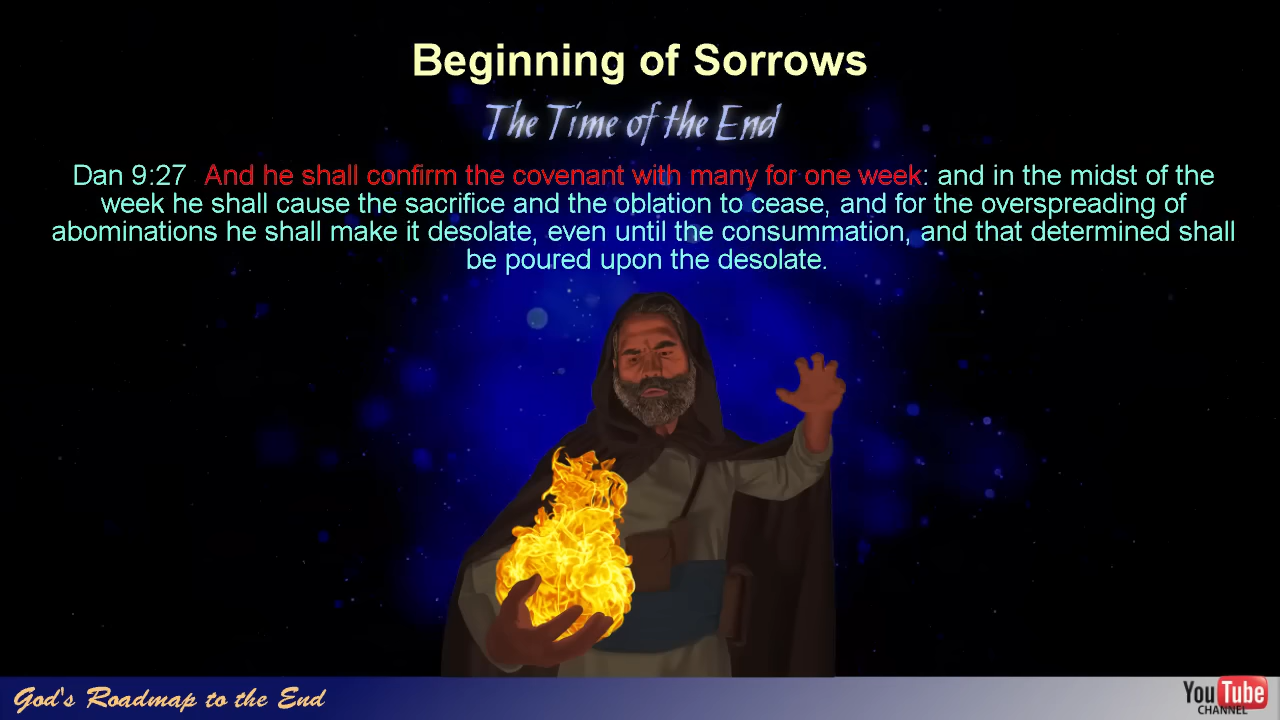 Beginning of Sorrows
The Time of the End
Dan 9:27 And he shall confirm the covenant with many for one week: and in the midst of the
week he shall cause the sacrifice and the oblation to cease, and for the overspreading of
abominations he shall make it desolate, even until the consummation, and that determined shall
be poured upon the desolate.
God's Roadmap to the End
YouTube
CHANNEL